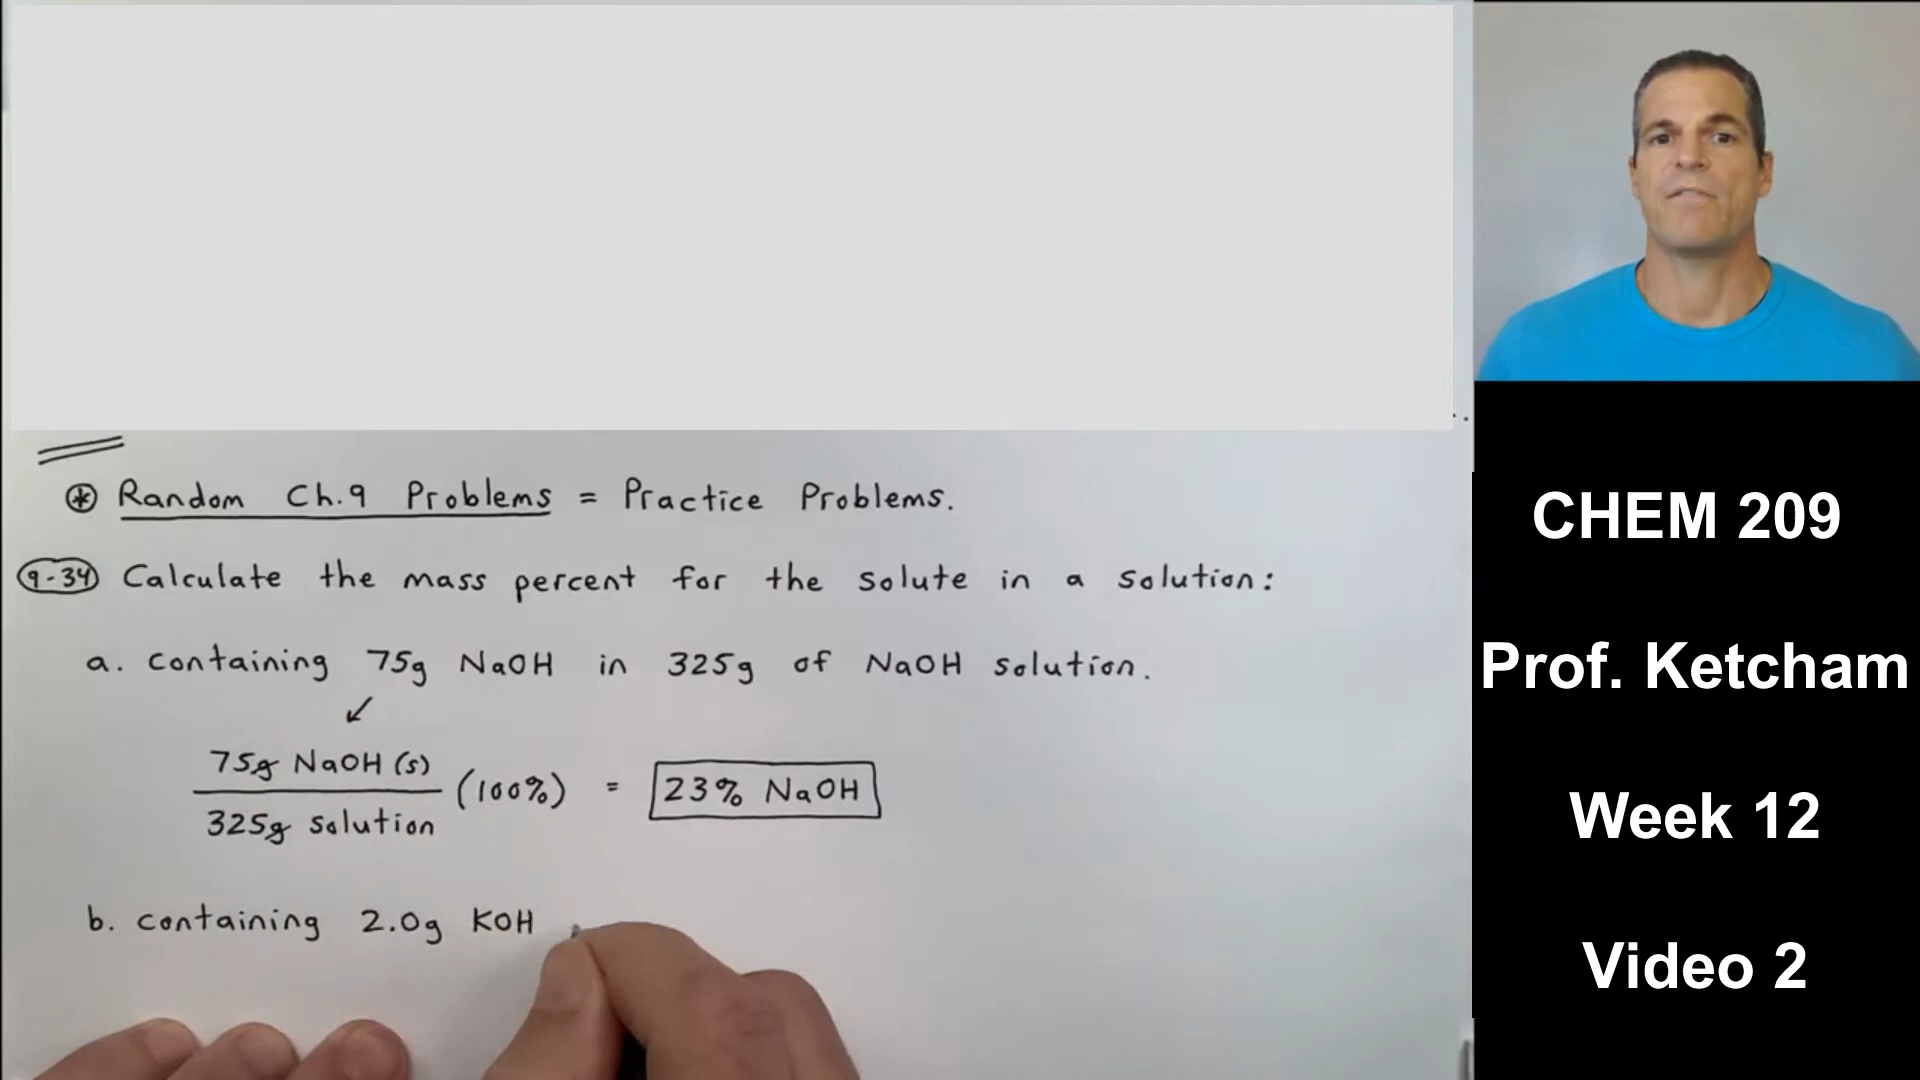 ⊛ Random Ch.9 Problems = Practice Problems.
9-34 Calculate the mass percent for the solute in a solution:
a. containing 75g NaOH in 325g of NaOH solution.
↙
75g NaOH (s)
325g solution
(100%) = 23% NaOH
b. containing 2.0g KOH
CHEM 209
Prof. Ketcham
Week 12
Video 2